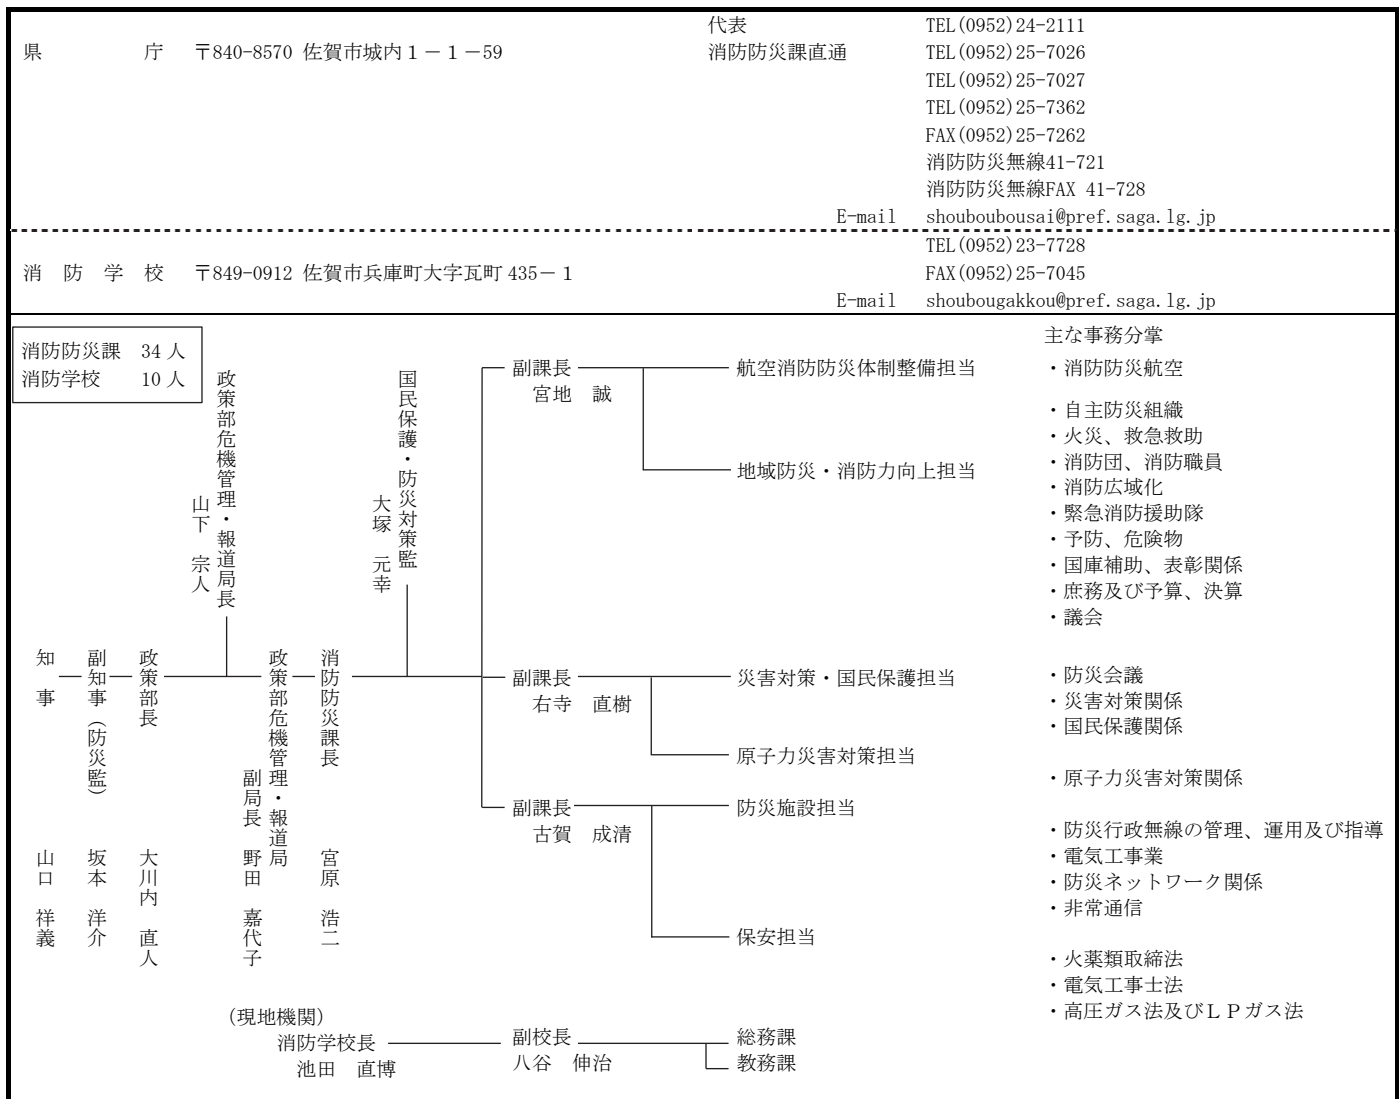 代表 TEL(0952)24-2111
県庁 〒840-8570 佐賀市城内１－１－59 消防防災課直通 TEL(0952)25-7026
TEL(0952)25-7027
TEL(0952)25-7362
FAX(0952)25-7262
消防防災無線41-721
消防防災無線FAX 41-728
E-mail shouboubousai@pref.saga.lg.jp
TEL(0952)23-7728
消防学校 〒849-0912 佐賀市兵庫町大字瓦町 435－１ FAX(0952)25-7045
E-mail shoubougakkou@pref.saga.lg.jp
消防防災課 34 人
消防学校 10 人
知事
山口 祥義
副知事（防災監）
坂本 洋介
政策部長
大川内 直人
政策部危機管理・報道局長
山下 宗人
政策部危機管理・報道局
副局長 野田 嘉代子
消防防災課長
宮原 浩二
国民保護・防災対策監
大塚 元幸
副課長
宮地 誠
航空消防防災体制整備担当
地域防災・消防力向上担当
副課長
右寺 直樹
災害対策・国民保護担当
原子力災害対策担当
副課長
古賀 成清
防災施設担当
保安担当
主な事務分掌
・消防防災航空
・自主防災組織
・火災、救急救助
・消防団、消防職員
・消防広域化
・緊急消防援助隊
・予防、危険物
・国庫補助、表彰関係
・庶務及び予算、決算
・議会
・防災会議
・災害対策関係
・国民保護関係
・原子力災害対策関係
・防災行政無線の管理、運用及び指導
・電気工事業
・防災ネットワーク関係
・非常通信
・火薬類取締法
・電気工事士法
・高圧ガス法及びＬＰガス法
（現地機関）
消防学校長
池田 直博
副校長
八谷 伸治
総務課
教務課